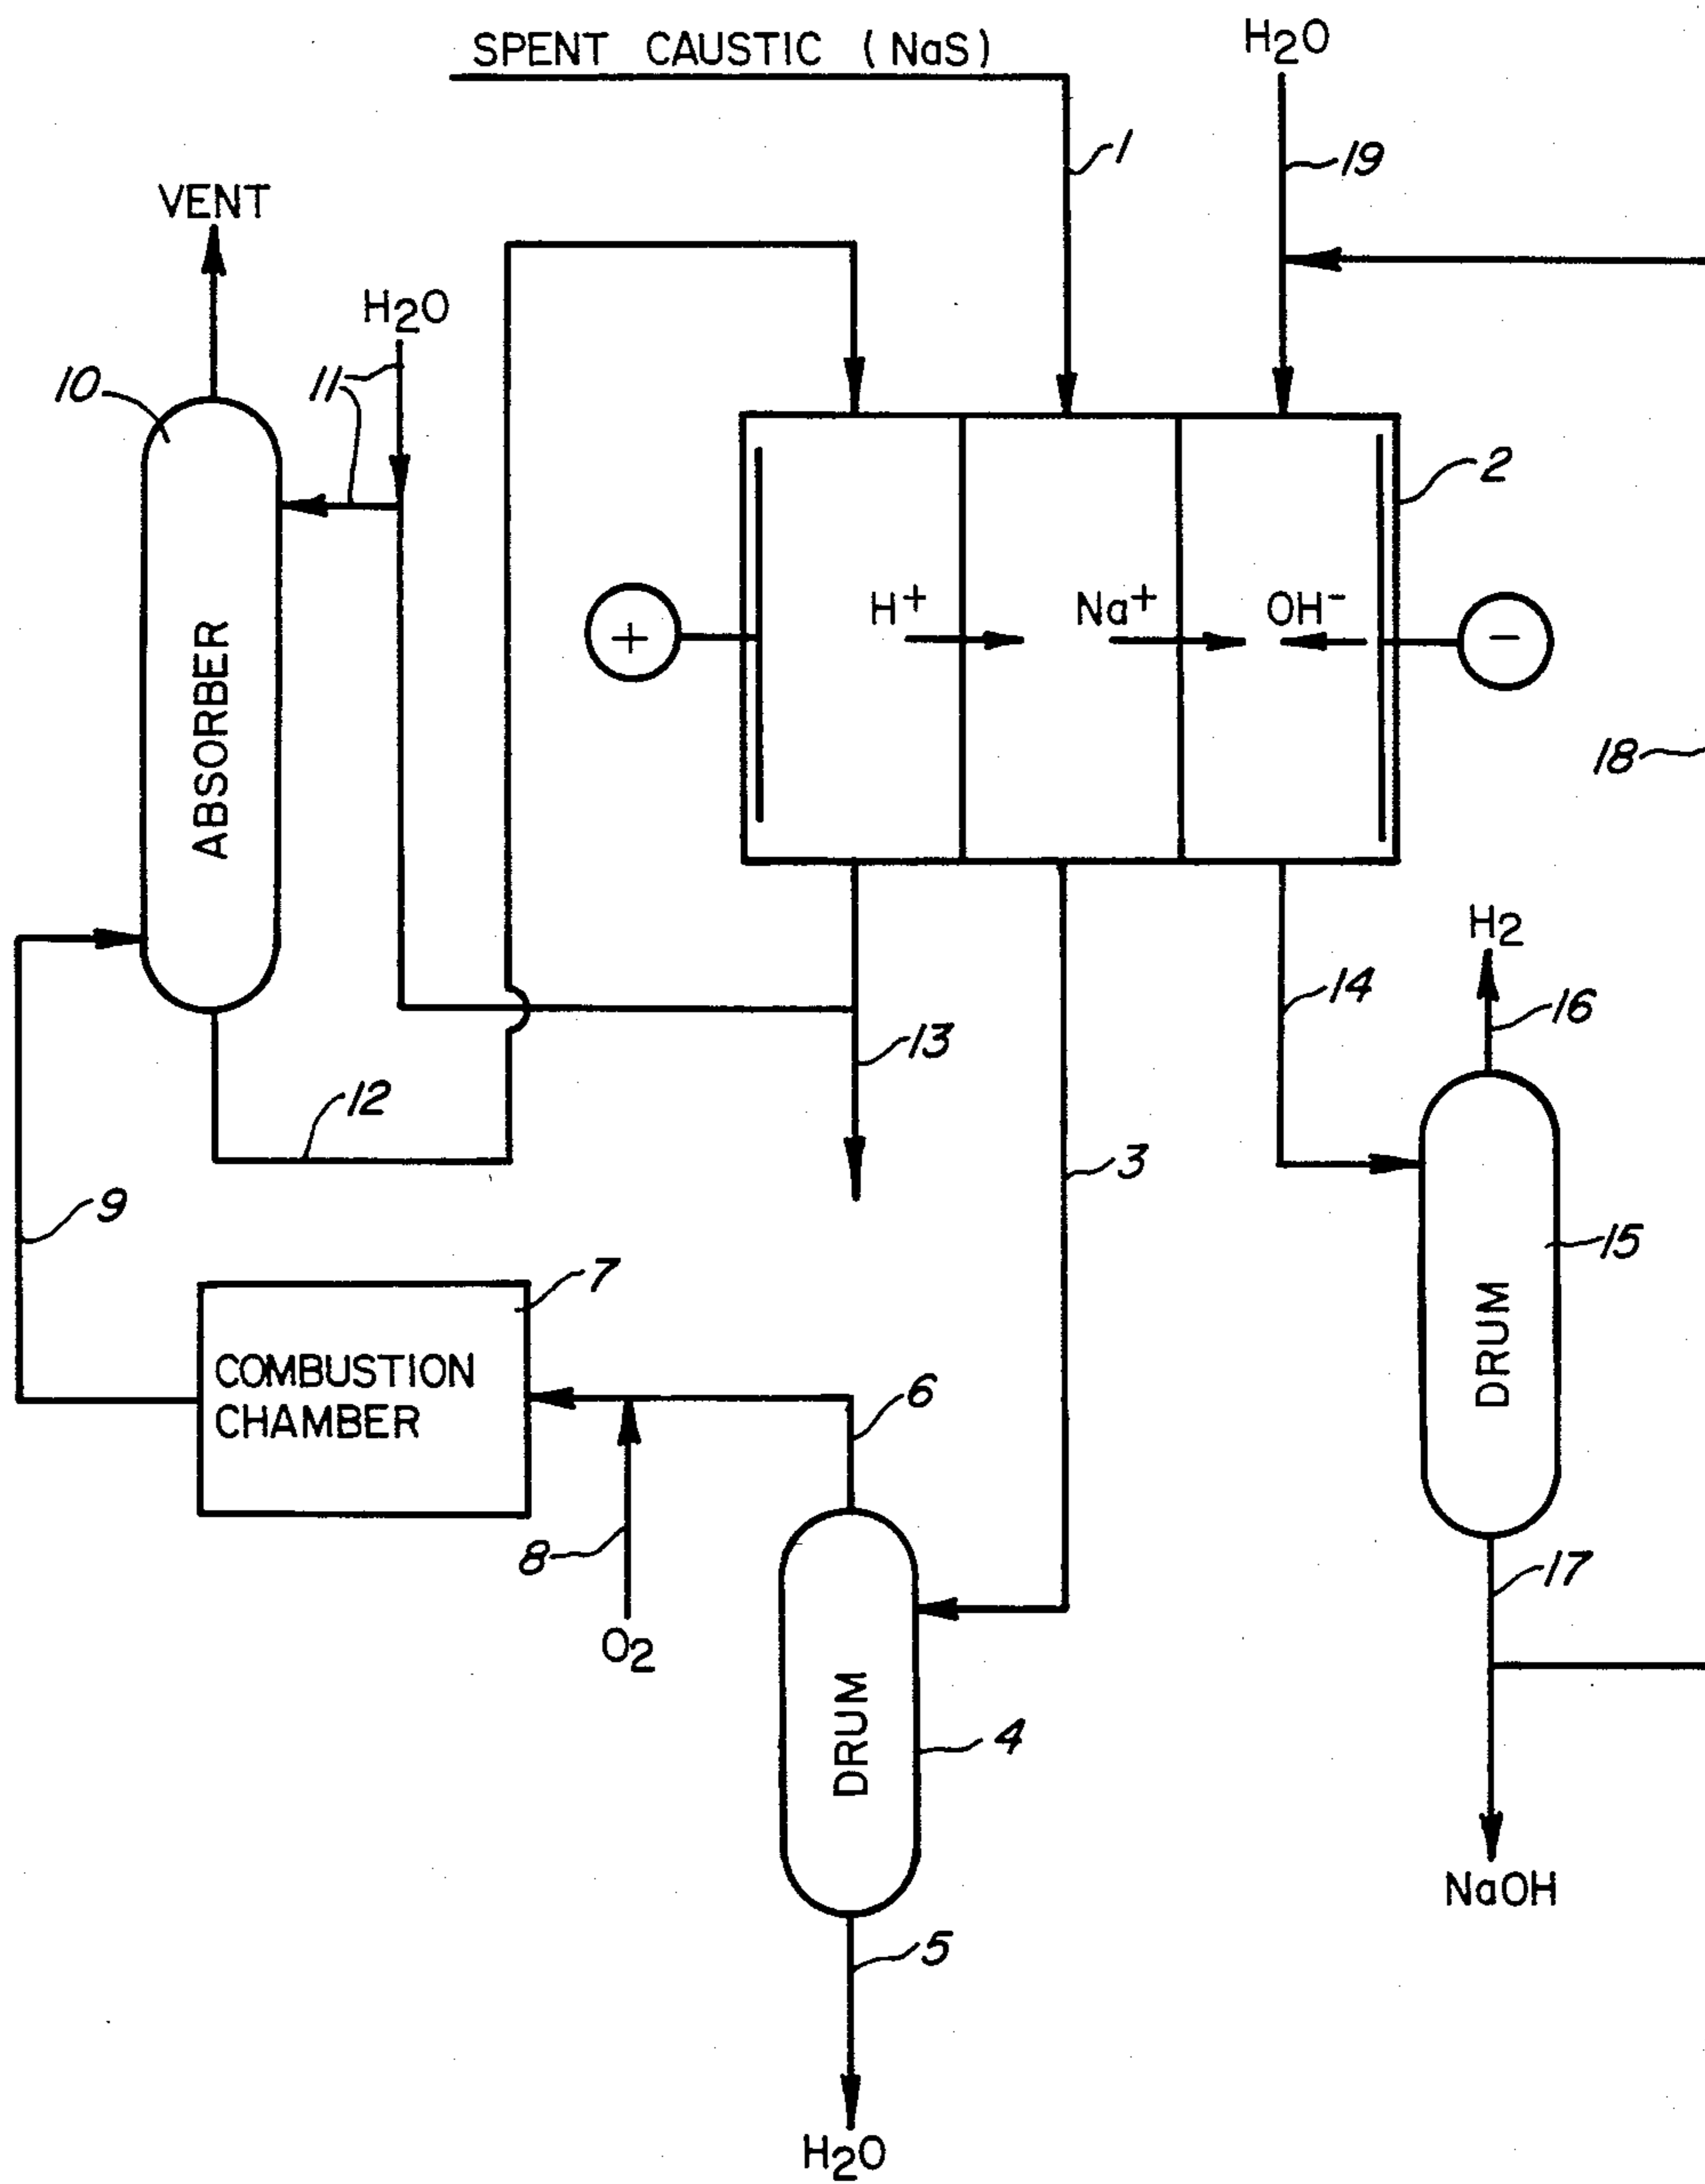 SPENT CAUSTIC (NaS)
H2O
1
19
VENT
H2O
10
11
2
+
H+
Na+
OH-
-
ABSORBER
18
H2
14
16
13
12
3
9
15
7
COMBUSTION
CHAMBER
6
DRUM
8
17
O2
DRUM
4
NaOH
5
H2O